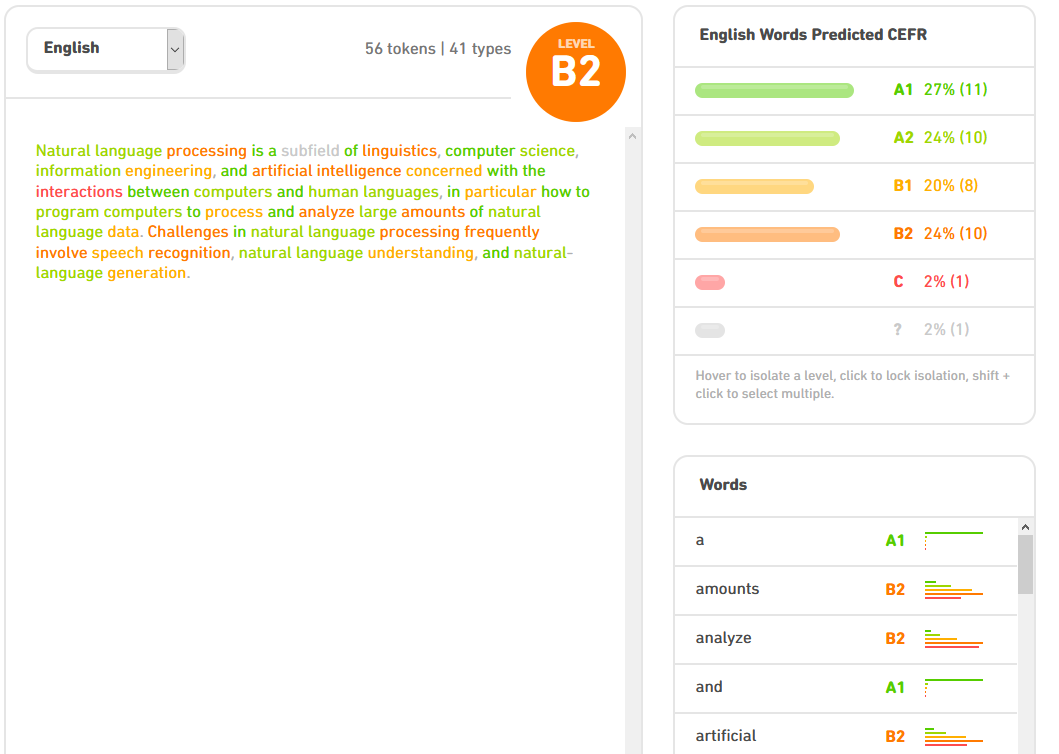 English
56 tokens | 41 types
LEVEL
B2
Natural language processing is a subfield of linguistics, computer science,
information engineering, and artificial intelligence concerned with the
interactions between computers and human languages, in particular how to
program computers to process and analyze large amounts of natural
language data. Challenges in natural language processing frequently
involve speech recognition, natural language understanding, and natural-
language generation.
English Words Predicted CEFR
A1 27% (11)
A2 24% (10)
B1 20% (8)
B2 24% (10)
C 2% (1)
? 2% (1)
Hover to isolate a level, click to lock isolation, shift +
click to select multiple.
Words
a A1
amounts B2
analyze B2
and A1
artificial B2